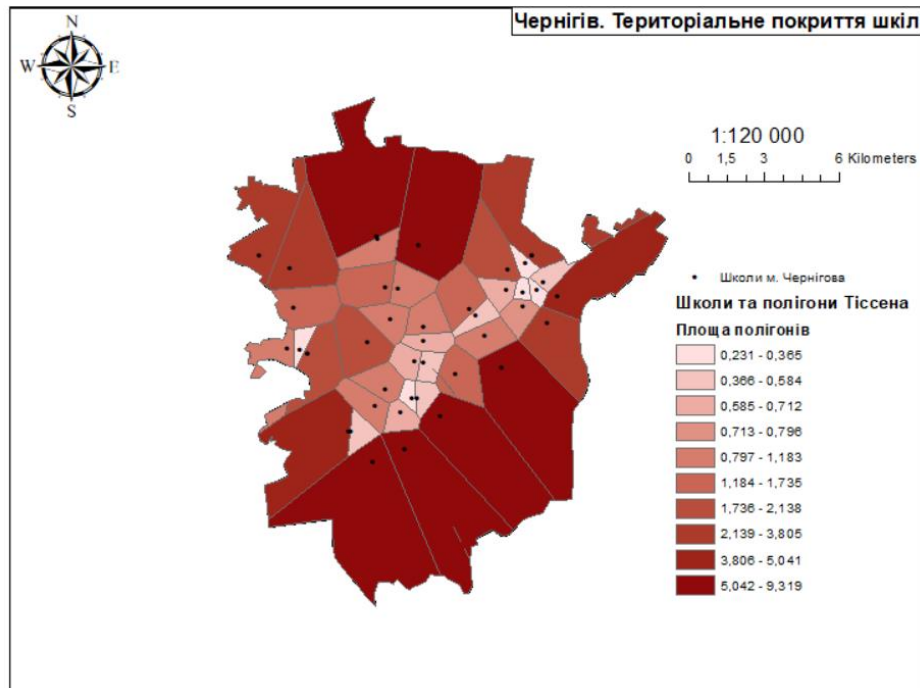 Чернігів. Територіальне покриття шкіл
N
W
E
S
1:120 000
0 1,5 3 6 Kilometers
Школи м. Чернігова
Школи та полігони Тіссена
Площа полігонів
0,231 - 0,365
0,366 - 0,584
0,585 - 0,712
0,713 - 0,796
0,797 - 1,183
1,184 - 1,735
1,736 - 2,138
2,139 - 3,805
3,806 - 5,041
5,042 - 9,319